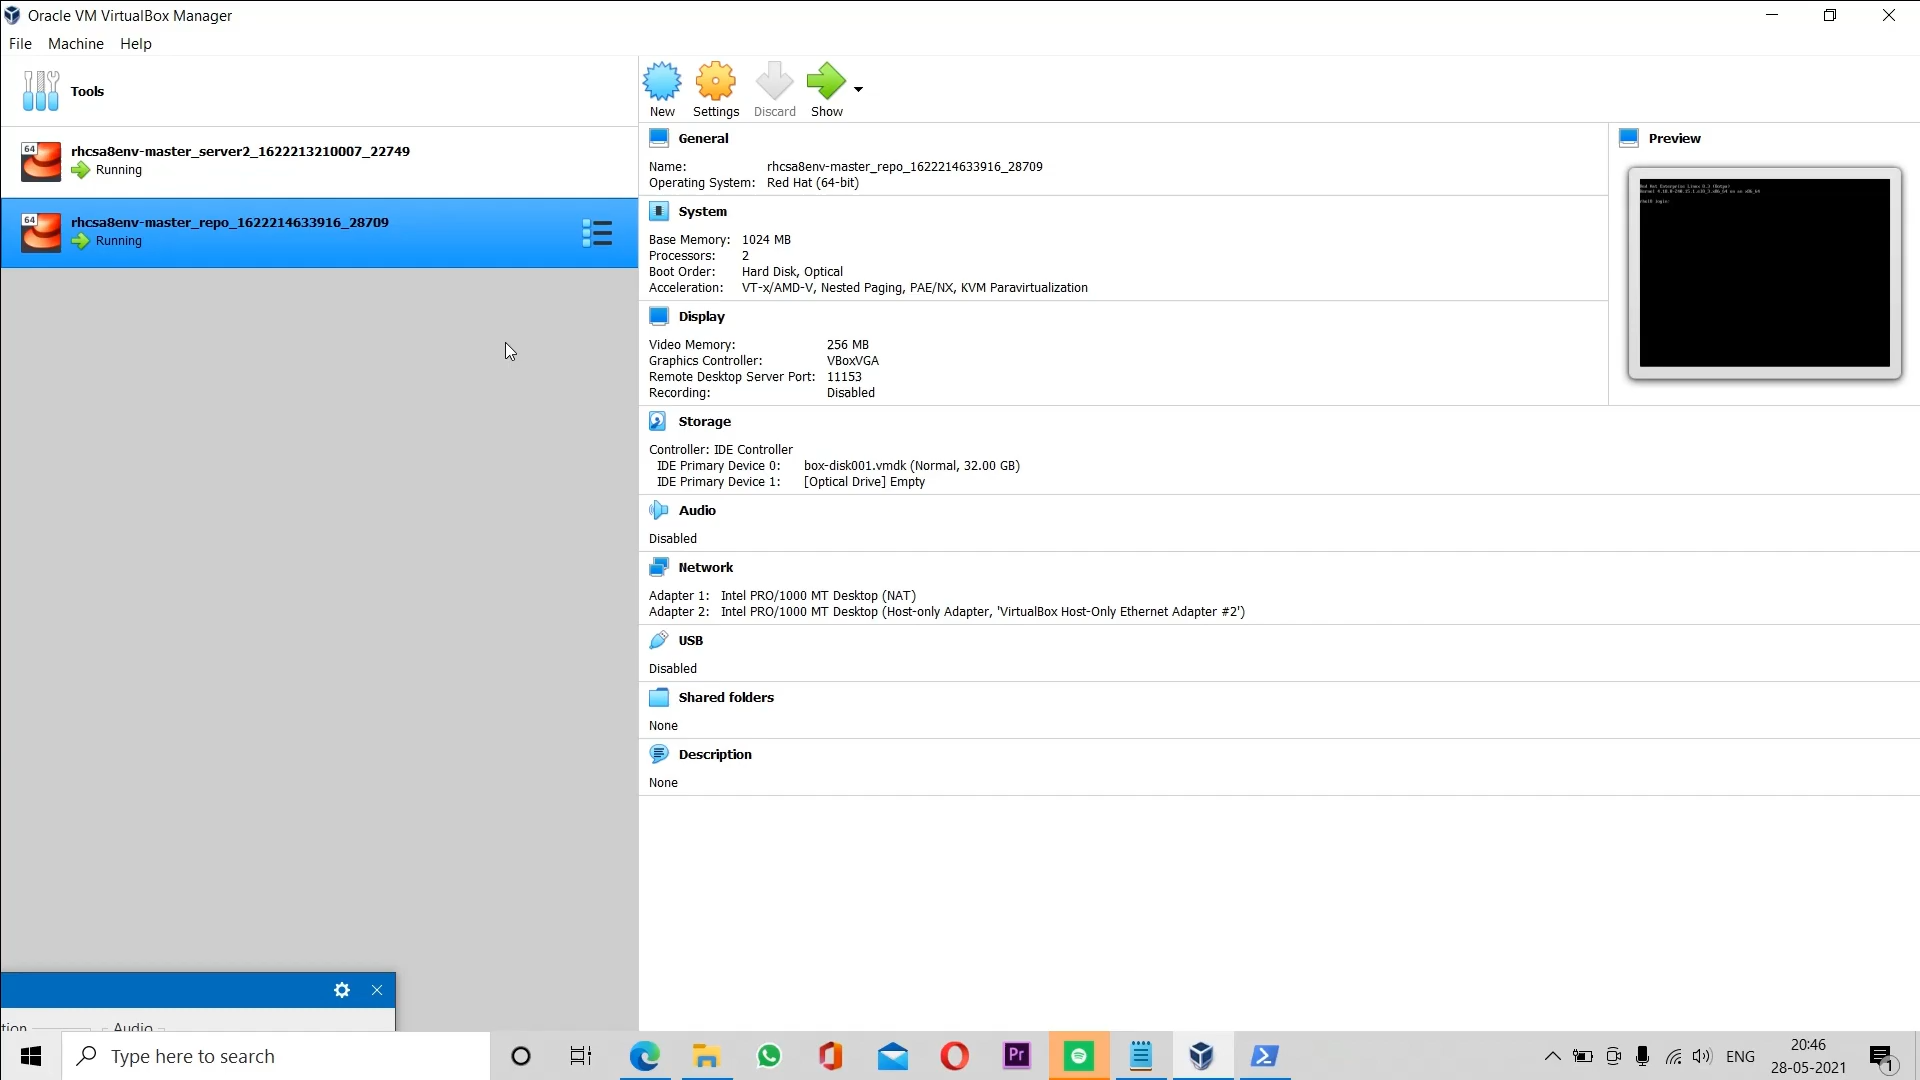 Oracle VM VirtualBox Manager
File Machine Help
Tools
New Settings Discard Show
64 rhcsa8env-master_server2_1622213210007_22749
Running
64 rhcsa8env-master_repo_1622214633916_28709
Running
General
Name: rhcsa8env-master_repo_1622214633916_28709
Operating System: Red Hat (64-bit)
System
Base Memory: 1024 MB
Processors: 2
Boot Order: Hard Disk, Optical
Acceleration: VT-x/AMD-V, Nested Paging, PAE/NX, KVM Paravirtualization
Display
Video Memory: 256 MB
Graphics Controller: VBoxVGA
Remote Desktop Server Port: 11153
Recording: Disabled
Storage
Controller: IDE Controller
IDE Primary Device 0: box-disk001.vmdk (Normal, 32.00 GB)
IDE Primary Device 1: [Optical Drive] Empty
Audio
Disabled
Network
Adapter 1: Intel PRO/1000 MT Desktop (NAT)
Adapter 2: Intel PRO/1000 MT Desktop (Host-only Adapter, 'VirtualBox Host-Only Ethernet Adapter #2')
USB
Disabled
Shared folders
None
Description
None
Preview
Audio
Type here to search
Pr
ENG
20:46
28-05-2021
1